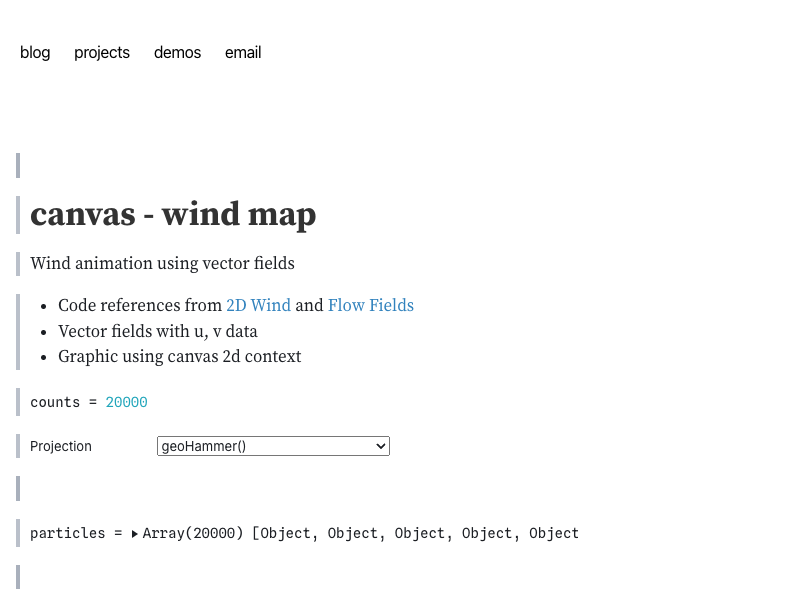 blog projects demos email
canvas - wind map
Wind animation using vector fields
• Code references from 2D Wind and Flow Fields
• Vector fields with u, v data
• Graphic using canvas 2d context
counts = 20000
Projection geoHammer()
particles = ▸Array(20000) [Object, Object, Object, Object, Object